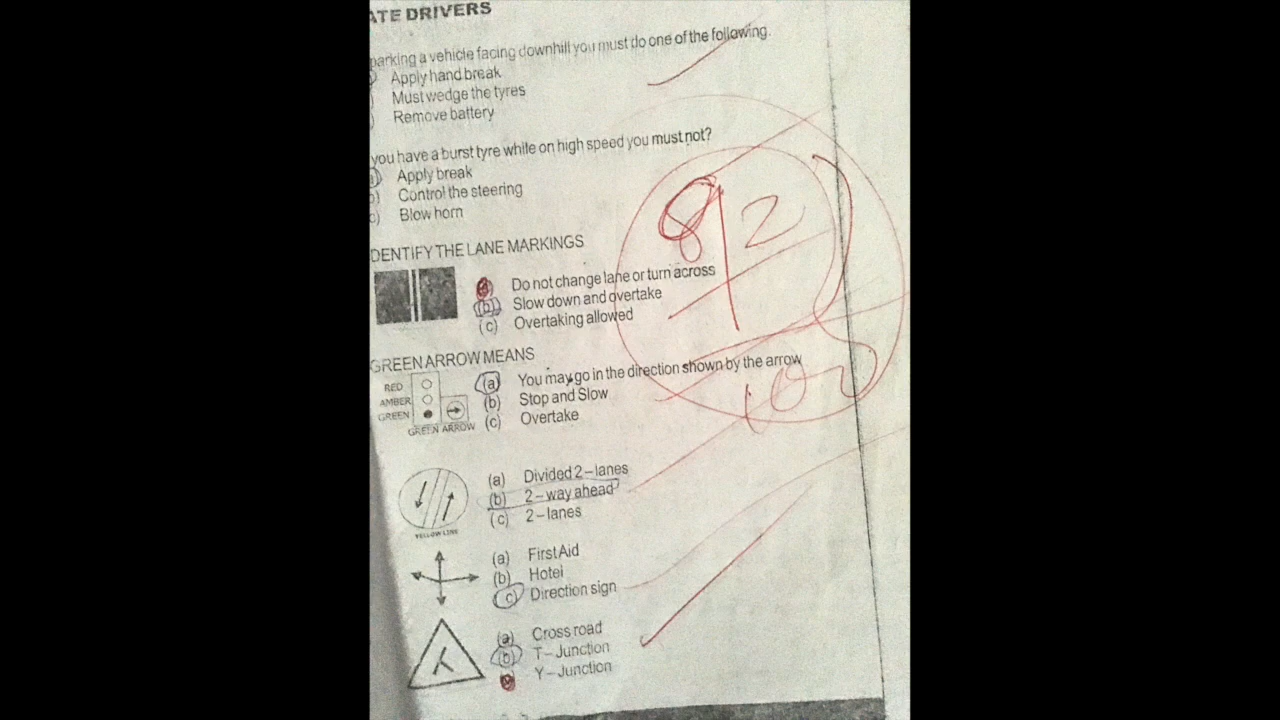 ATE DRIVERS
parking a vehicle facing downhill you must do one of the following.
) Apply hand break
) Must wedge the tyres
) Remove battery
you have a burst tyre while on high speed you must not?
a) Apply break
b) Control the steering
c) Blow horn
DENTIFY THE LANE MARKINGS
Do not change lane or turn across
(b) Slow down and overtake
(c) Overtaking allowed
GREEN ARROW MEANS
RED
AMBER
GREEN
GREEN ARROW
(a) You may go in the direction shown by the arrow
(b) Stop and Slow
(c) Overtake
(a) Divided 2-lanes
(b) 2-way ahead
(c) 2-lanes
YELLOW LINE
(a) First Aid
(b) Hotel
(c) Direction sign
(a) Cross road
(b) T-Junction
Y-Junction
8 2